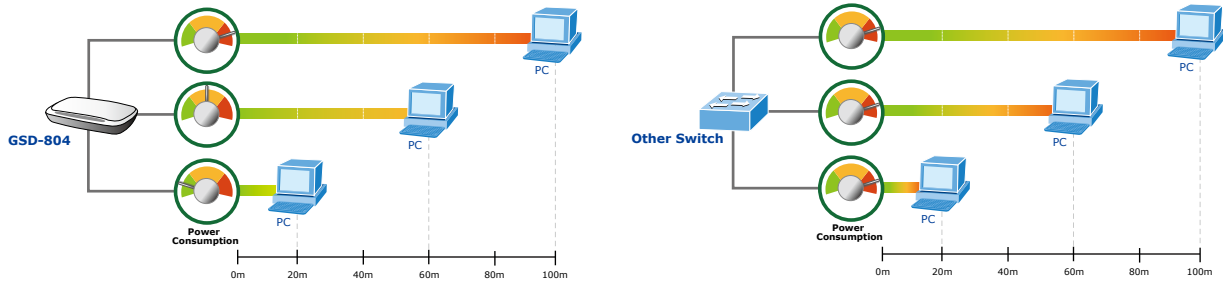 PC
PC
GSD-804
PC
Power
Consumption
0m 20m 40m 60m 80m 100m
PC
PC
Other Switch
PC
Power
Consumption
0m 20m 40m 60m 80m 100m